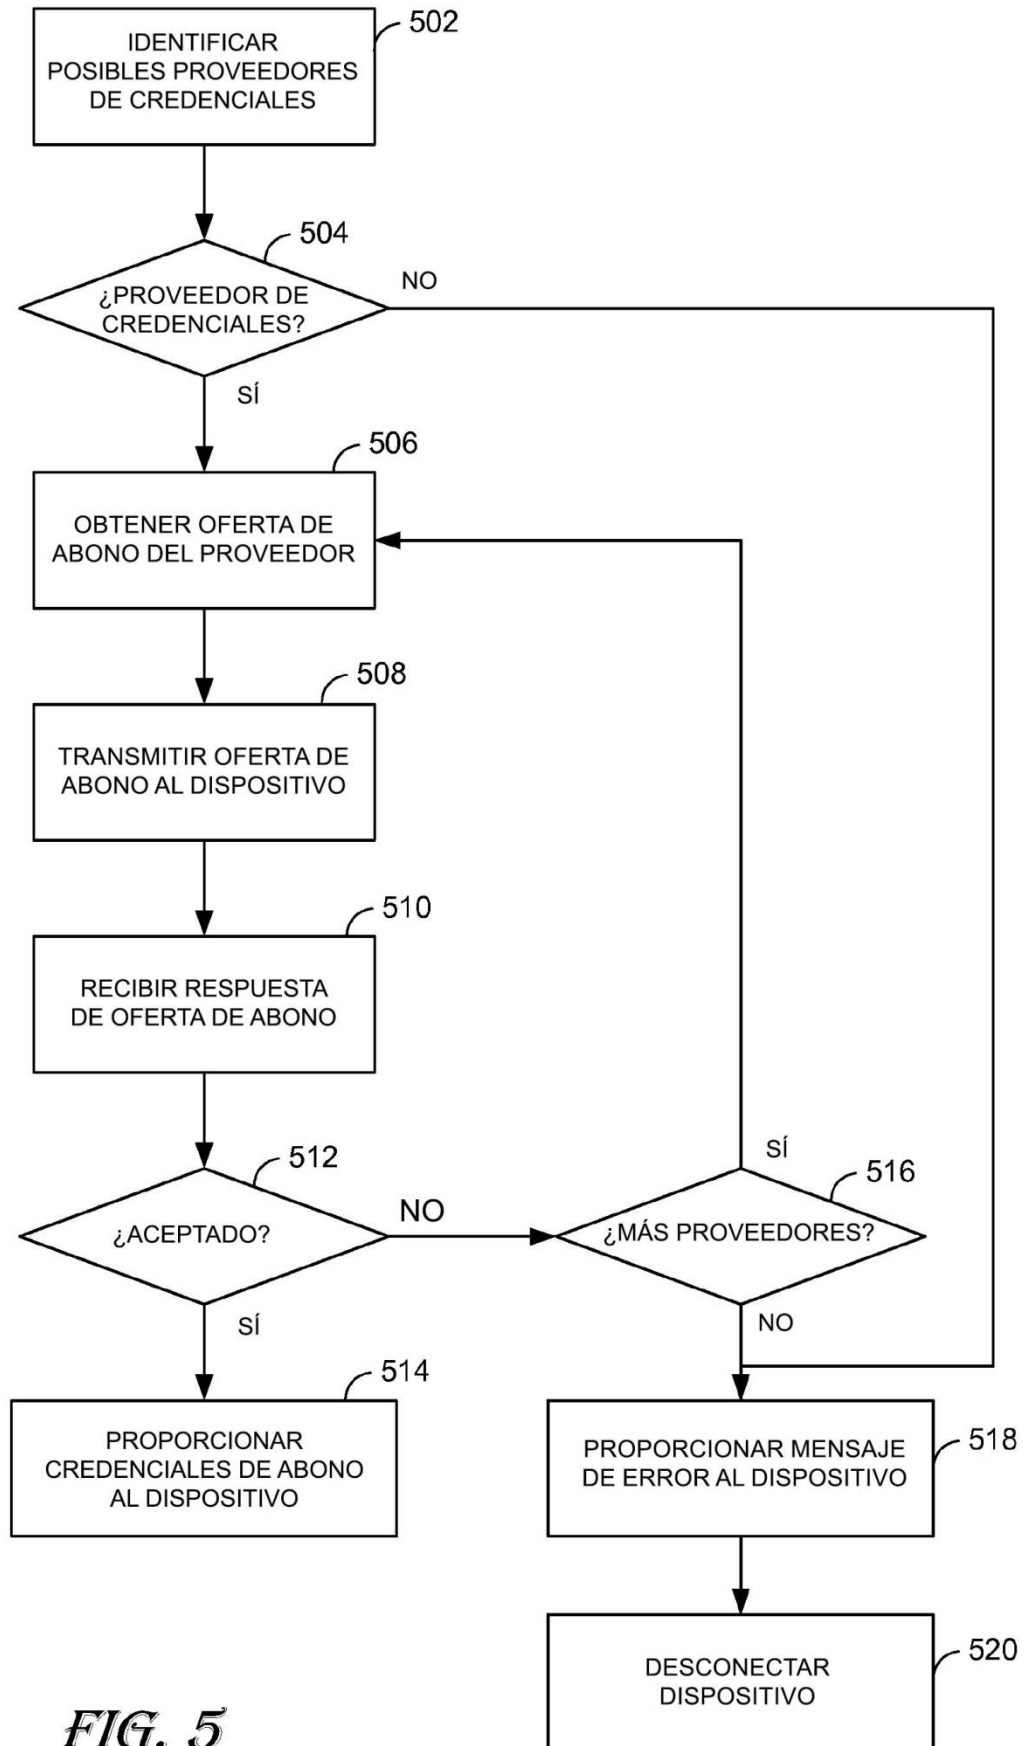 502
IDENTIFICAR
POSIBLES PROVEEDORES
DE CREDENCIALES
504
NO
¿PROVEEDOR DE
CREDENCIALES?
SÍ
506
OBTENER OFERTA DE
ABONO DEL PROVEEDOR
508
TRANSMITIR OFERTA DE
ABONO AL DISPOSITIVO
510
RECIBIR RESPUESTA
DE OFERTA DE ABONO
512
¿ACEPTADO?
NO
SÍ
516
¿MÁS PROVEEDORES?
SÍ
NO
514
PROPORCIONAR
CREDENCIALES DE ABONO
AL DISPOSITIVO
518
PROPORCIONAR MENSAJE
DE ERROR AL DISPOSITIVO
520
DESCONECTAR
DISPOSITIVO
FIG. 5